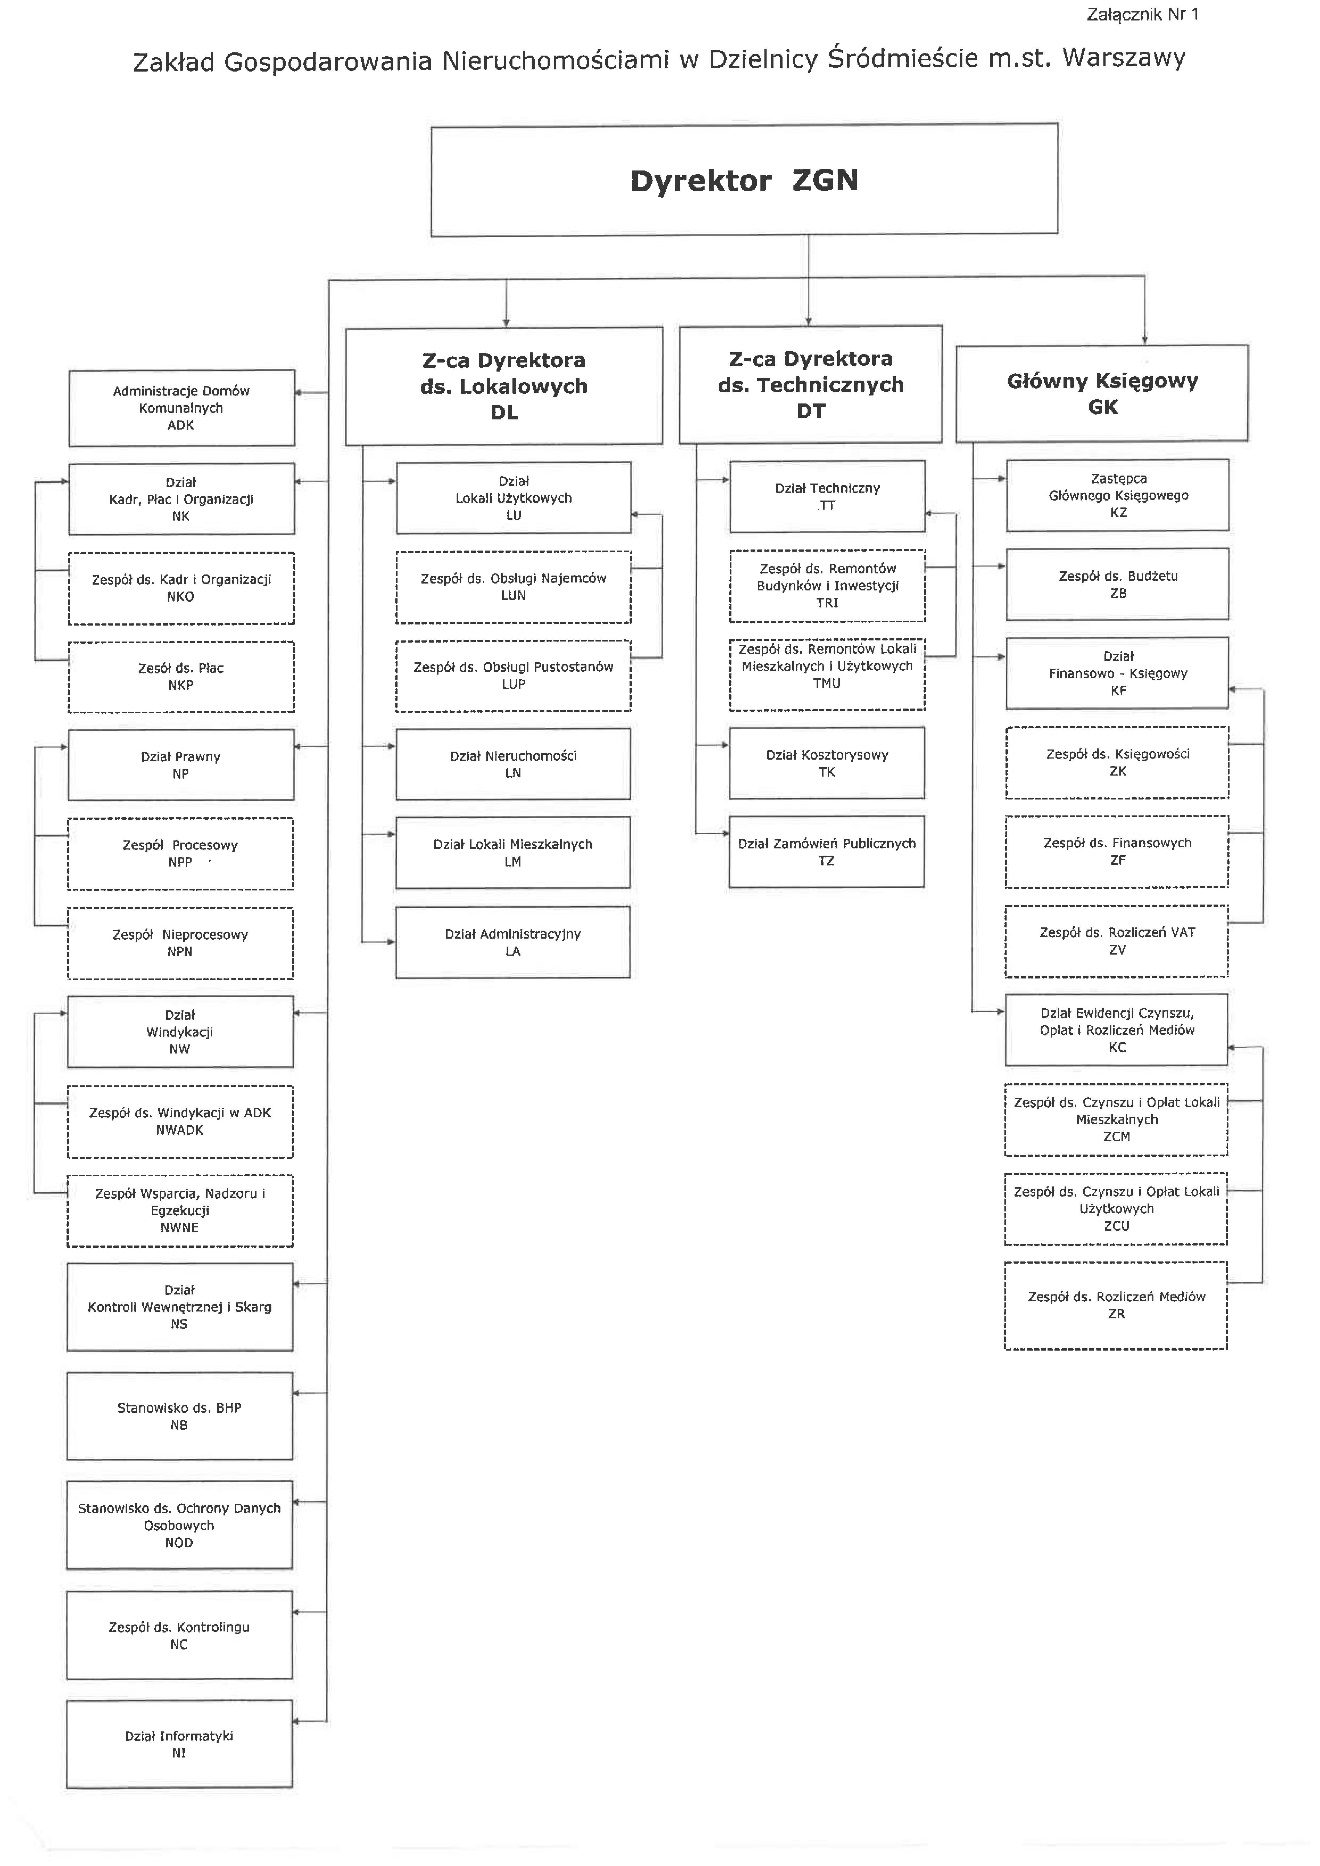 Załącznik Nr 1
Zakład Gospodarowania Nieruchomościami w Dzielnicy Śródmieście m.st. Warszawy
Dyrektor ZGN
Administracje Domów
Komunalnych
ADK
Dział
Kadr, Płac i Organizacji
NK
Zespół ds. Kadr i Organizacji
NKO
Zesół ds. Płac
NKP
Dział Prawny
NP
Zespół Procesowy
NPP
Zespół Nieprocesowy
NPN
Dział
Windykacji
NW
Zespół ds. Windykacji w ADK
NWADK
Zespół Wsparcia, Nadzoru i
Egzekucji
NWNE
Dział
Kontroli Wewnętrznej i Skarg
NS
Stanowisko ds. BHP
NB
Stanowisko ds. Ochrony Danych
Osobowych
NOD
Zespół ds. Kontrolingu
NC
Dział Informatyki
NI
Z-ca Dyrektora
ds. Lokalowych
DL
Dział
Lokali Użytkowych
LU
Zespół ds. Obsługi Najemców
LUN
Zespół ds. Obsługi Pustostanów
LUP
Dział Nieruchomości
LN
Dział Lokali Mieszkalnych
LM
Dział Administracyjny
LA
Z-ca Dyrektora
ds. Technicznych
DT
Dział Techniczny
TT
Zespół ds. Remontów
Budynków i Inwestycji
TRI
Zespół ds. Remontów Lokali
Mieszkalnych i Użytkowych
TMU
Dział Kosztorysowy
TK
Dział Zamówień Publicznych
TZ
Główny Księgowy
GK
Zastępca
Głównego Księgowego
KZ
Zespół ds. Budżetu
ZB
Dział
Finansowo - Księgowy
KF
Zespół ds. Księgowości
ZK
Zespół ds. Finansowych
ZF
Zespół ds. Rozliczeń VAT
ZV
Dział Ewidencji Czynszu,
Opłat i Rozliczeń Mediów
KC
Zespół ds. Czynszu i Opłat Lokali
Mieszkalnych
ZCM
Zespół ds. Czynszu i Opłat Lokali
Użytkowych
ZCU
Zespół ds. Rozliczeń Mediów
ZR